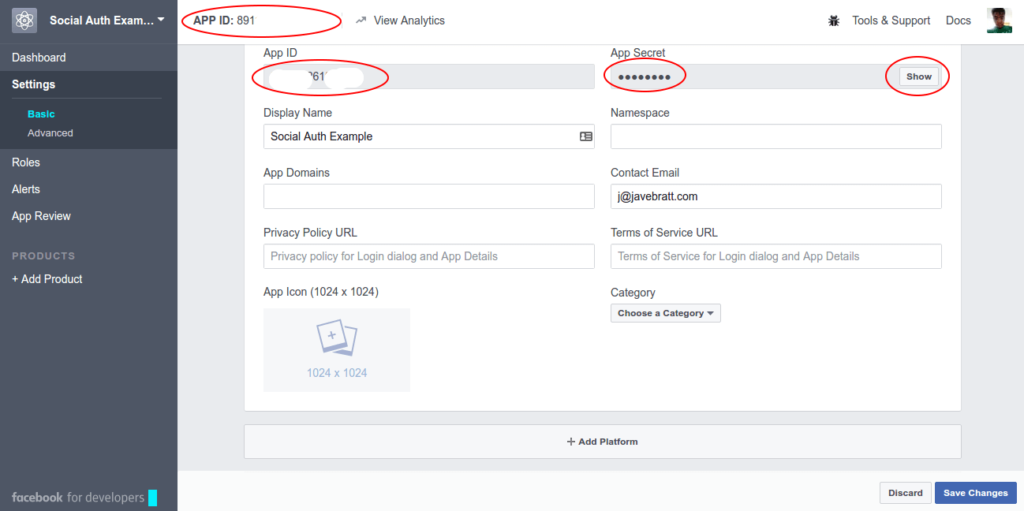 Social Auth Exam...
APP ID: 891
View Analytics
Tools & Support
Docs
Dashboard
Settings
Basic
Advanced
Roles
Alerts
App Review
PRODUCTS
+ Add Product
App ID
App Secret
●●●●●●●●
Show
Display Name
Social Auth Example
Namespace
App Domains
Contact Email
j@javebratt.com
Privacy Policy URL
Privacy policy for Login dialog and App Details
Terms of Service URL
Terms of Service for Login dialog and App Details
App Icon (1024 x 1024)
1024 x 1024
Category
Choose a Category
+ Add Platform
facebook for developers
Discard
Save Changes